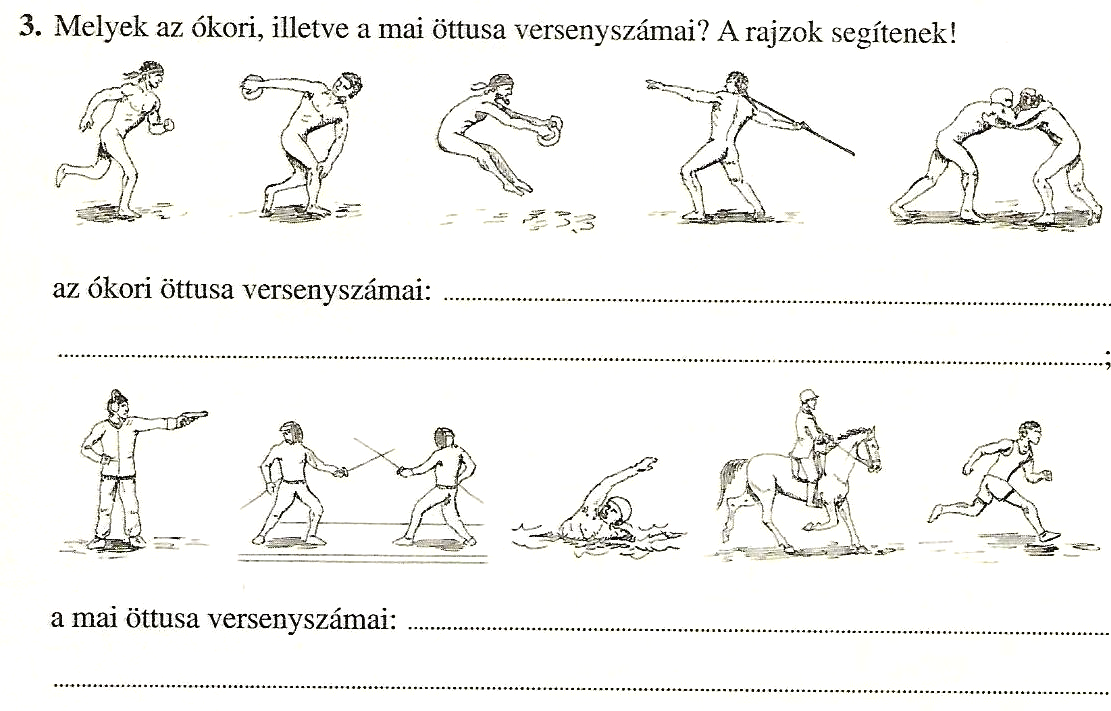 3. Melyek az ókori, illetve a mai öttusa versenyszámai? A rajzok segítenek!
az ókori öttusa versenyszámai: ..........
..........;
a mai öttusa versenyszámai: ..........
..........